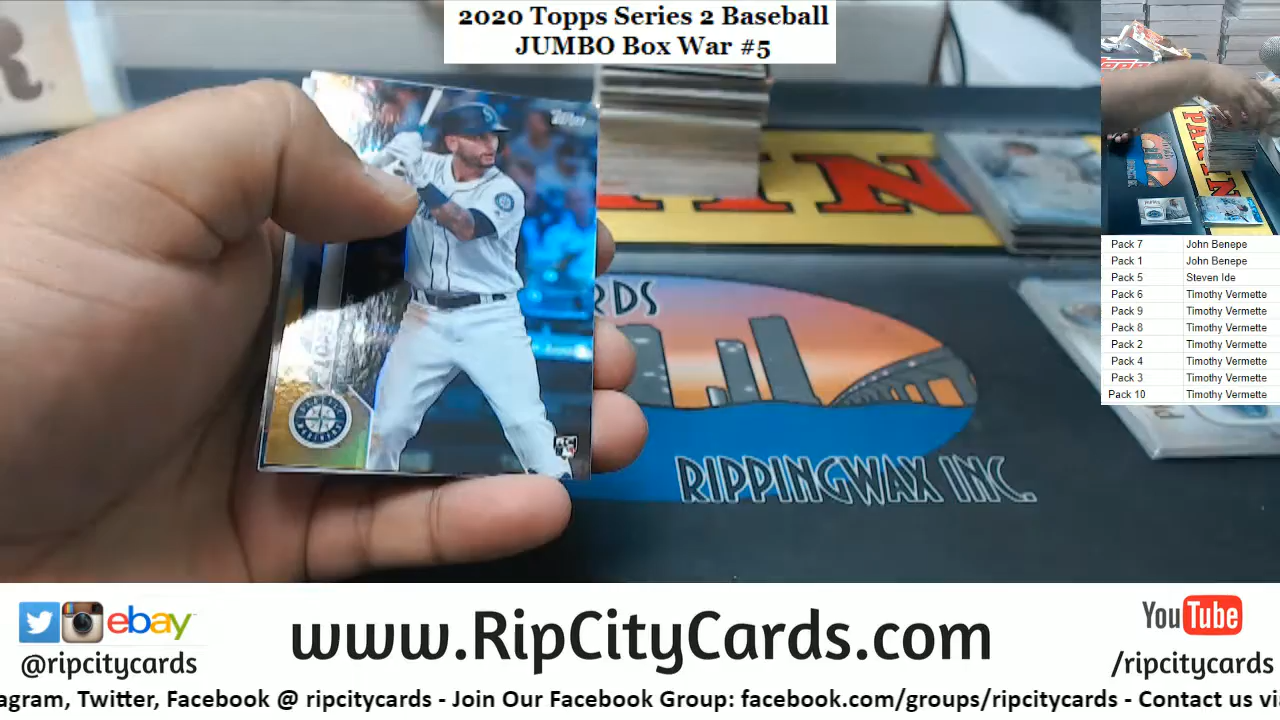 2020 Topps Series 2 Baseball
JUMBO Box War #5
Topps
RDS
RIPPINGWAX INC.
PANIN
Pack 7 John Benepe
Pack 1 John Benepe
Pack 5 Steven Ide
Pack 6 Timothy Vermette
Pack 9 Timothy Vermette
Pack 8 Timothy Vermette
Pack 2 Timothy Vermette
Pack 4 Timothy Vermette
Pack 3 Timothy Vermette
Pack 10 Timothy Vermette
ebay
@ripcitycards
www.RipCityCards.com
YouTube
/ripcitycards
agram, Twitter, Facebook @ ripcitycards - Join Our Facebook Group: facebook.com/groups/ripcitycards - Contact us vi